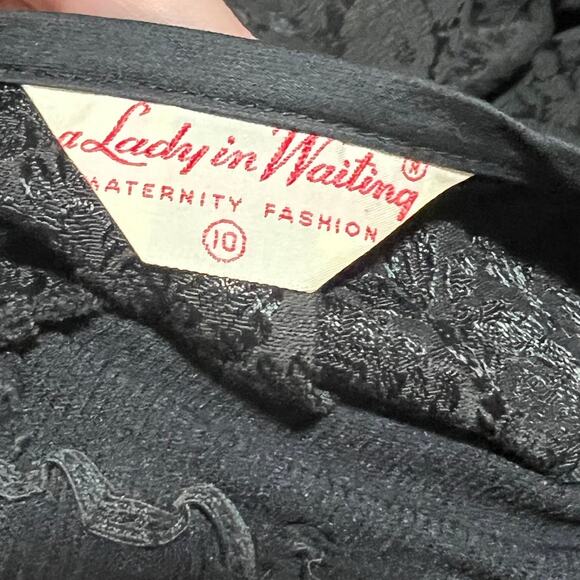 a Lady in Waiting ®
MATERNITY FASHION
10